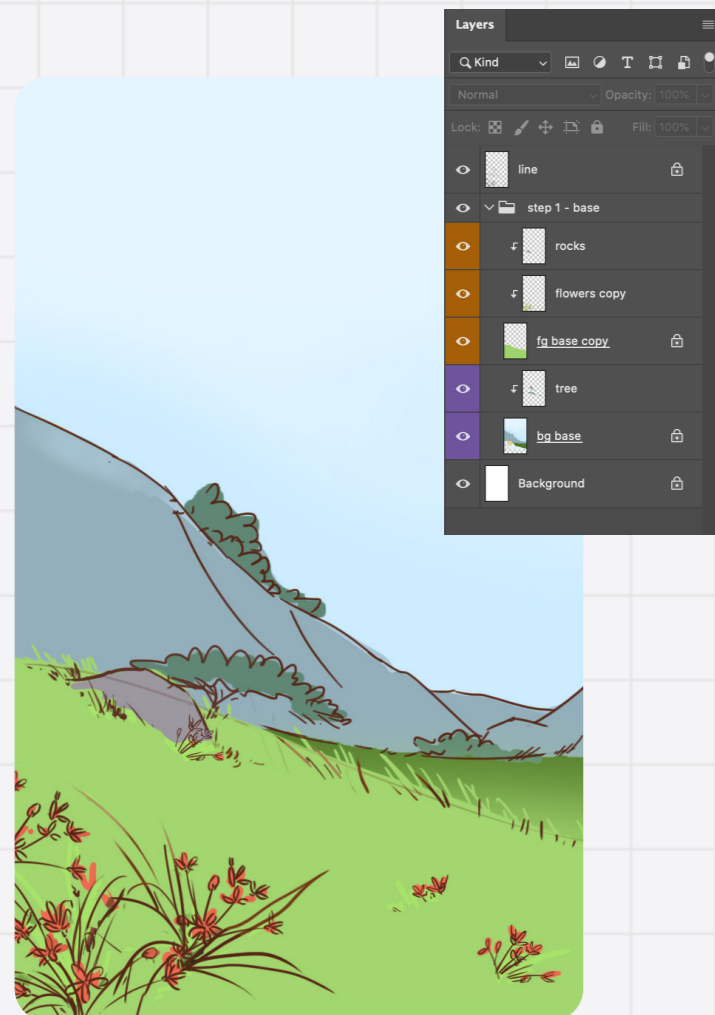 Layers
Kind
Normal Opacity: 100%
Lock: Fill: 100%
line
step 1 - base
rocks
flowers copy
fg base copy
tree
bg base
Background